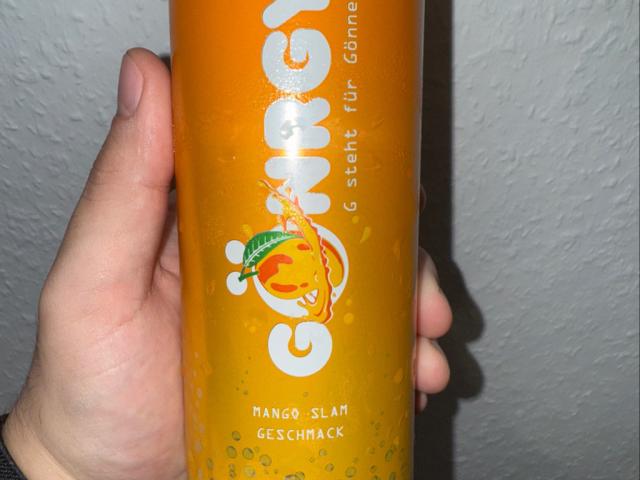 GÖNRGY
G steht für Gönne
MANGO SLAM
GESCHMACK